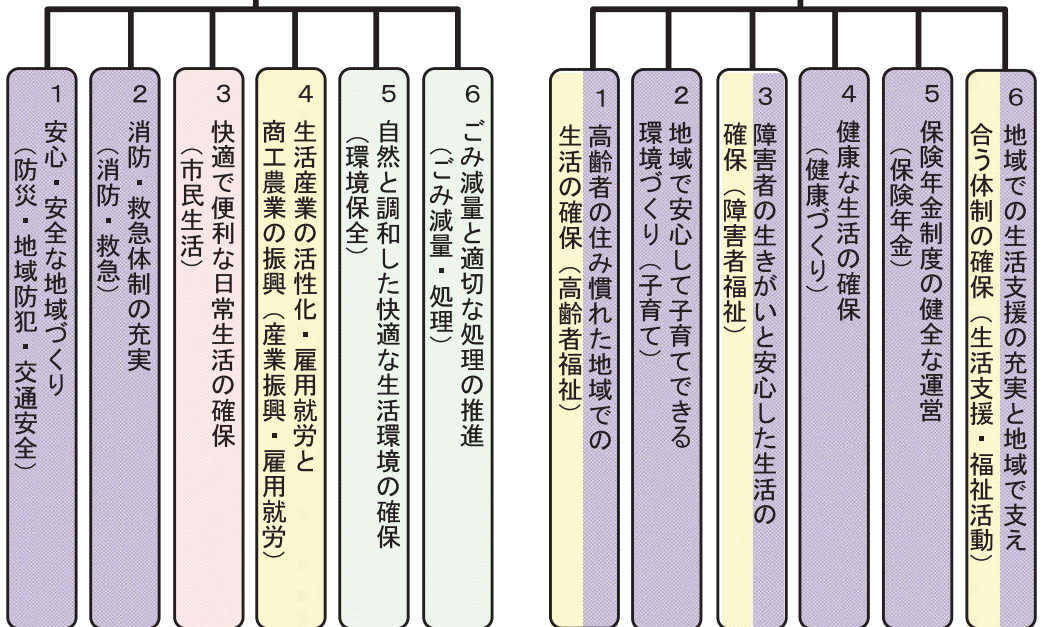 1
安心・安全な地域づくり
（防災・地域防犯・交通安全）
2
消防・救急体制の充実
（消防・救急）
3
快適で便利な日常生活の確保
（市民生活）
4
生活産業の活性化・雇用就労と
商工農業の振興（産業振興・雇用就労）
5
自然と調和した快適な生活環境の確保
（環境保全）
6
ごみ減量と適切な処理の推進
（ごみ減量・処理）
1
高齢者の住み慣れた地域での
生活の確保（高齢者福祉）
2
地域で安心して子育てできる
環境づくり（子育て）
3
障害者の生きがいと安心した生活の
確保（障害者福祉）
4
健康な生活の確保
（健康づくり）
5
保険年金制度の健全な運営
（保険年金）
6
地域での生活支援の充実と地域で支え
合う体制の確保（生活支援・福祉活動）